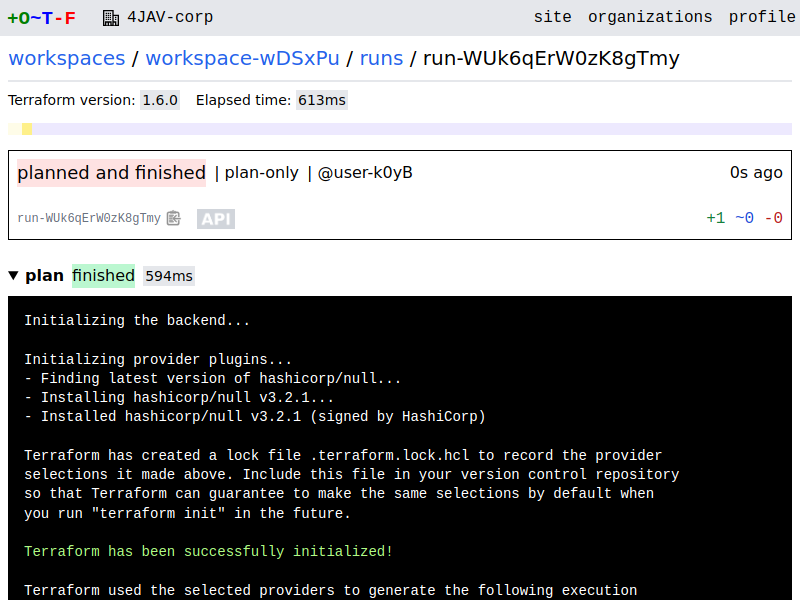 +O~T-F 4JAV-corp site organizations profile
workspaces / workspace-wDSxPu / runs / run-WUk6qErW0zK8gTmy
Terraform version: 1.6.0 Elapsed time: 613ms
planned and finished | plan-only | @user-k0yB 0s ago
run-WUk6qErW0zK8gTmy API +1 ~0 -0
plan finished 594ms
Initializing the backend...
Initializing provider plugins...
- Finding latest version of hashicorp/null...
- Installing hashicorp/null v3.2.1...
- Installed hashicorp/null v3.2.1 (signed by HashiCorp)
Terraform has created a lock file .terraform.lock.hcl to record the provider
selections it made above. Include this file in your version control repository
so that Terraform can guarantee to make the same selections by default when
you run "terraform init" in the future.
Terraform has been successfully initialized!
Terraform used the selected providers to generate the following execution